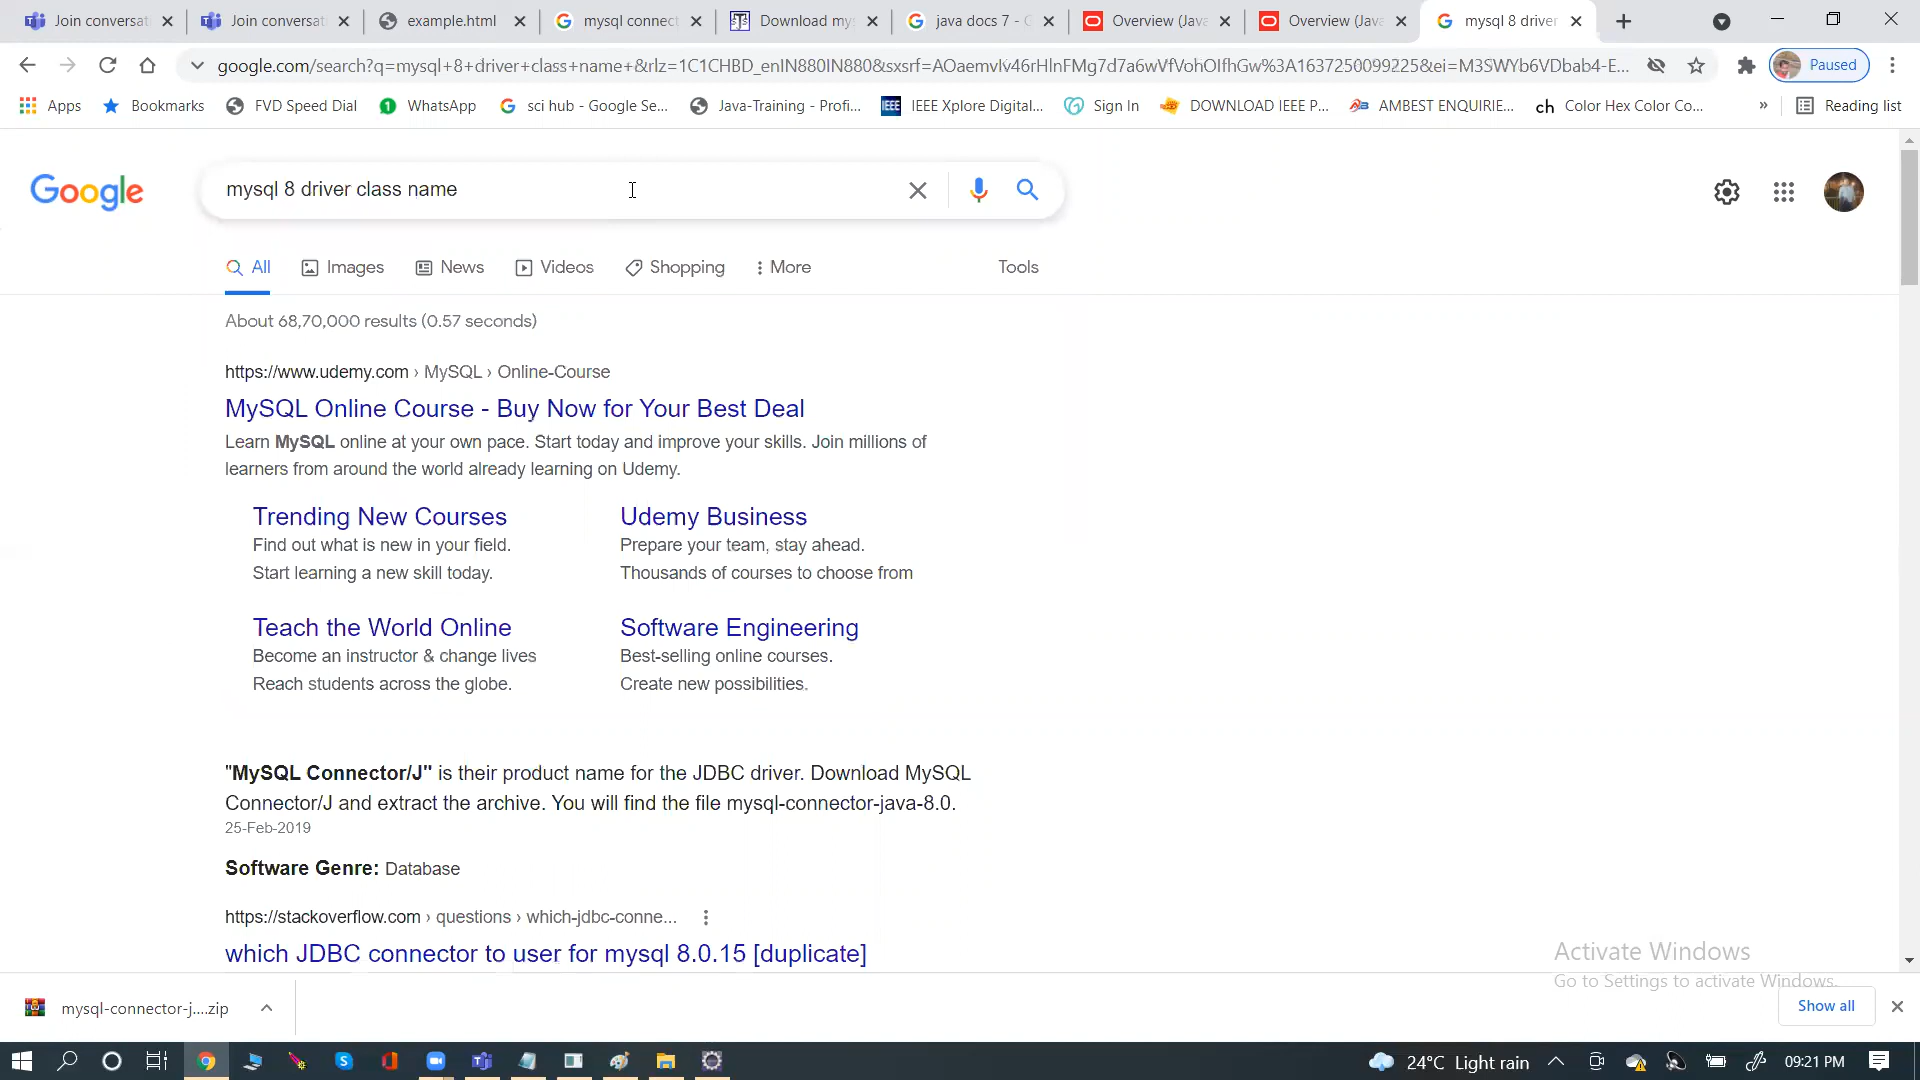 Join conversat
Join conversat
example.html
mysql connect
Download mys
java docs 7 - G
Overview (Java
Overview (Java
mysql 8 driver
google.com/search?q=mysql+8+driver+class+name+&rlz=1C1CHBD_enIN880IN880&sxsrf=AOaemvIv46rHlnFMg7d7a6wVfVohOIfhGw%3A1637250099225&ei=M3SWYb6VDbab4-E...
Paused
Apps
Bookmarks
FVD Speed Dial
WhatsApp
sci hub - Google Se...
Java-Training - Profi...
IEEE Xplore Digital...
Sign In
DOWNLOAD IEEE P...
AMBEST ENQUIRIE...
Color Hex Color Co...
»
Reading list
Google
mysql 8 driver class name
All
Images
News
Videos
Shopping
More
Tools
About 68,70,000 results (0.57 seconds)
https://www.udemy.com › MySQL › Online-Course
MySQL Online Course - Buy Now for Your Best Deal
Learn MySQL online at your own pace. Start today and improve your skills. Join millions of
learners from around the world already learning on Udemy.
Trending New Courses
Find out what is new in your field.
Start learning a new skill today.
Udemy Business
Prepare your team, stay ahead.
Thousands of courses to choose from
Teach the World Online
Become an instructor & change lives
Reach students across the globe.
Software Engineering
Best-selling online courses.
Create new possibilities.
"MySQL Connector/J" is their product name for the JDBC driver. Download MySQL
Connector/J and extract the archive. You will find the file mysql-connector-java-8.0.
25-Feb-2019
Software Genre: Database
https://stackoverflow.com › questions › which-jdbc-conne...
which JDBC connector to user for mysql 8.0.15 [duplicate]
Activate Windows
Go to Settings to activate Windows.
mysql-connector-j....zip
Show all
24°C Light rain
09:21 PM